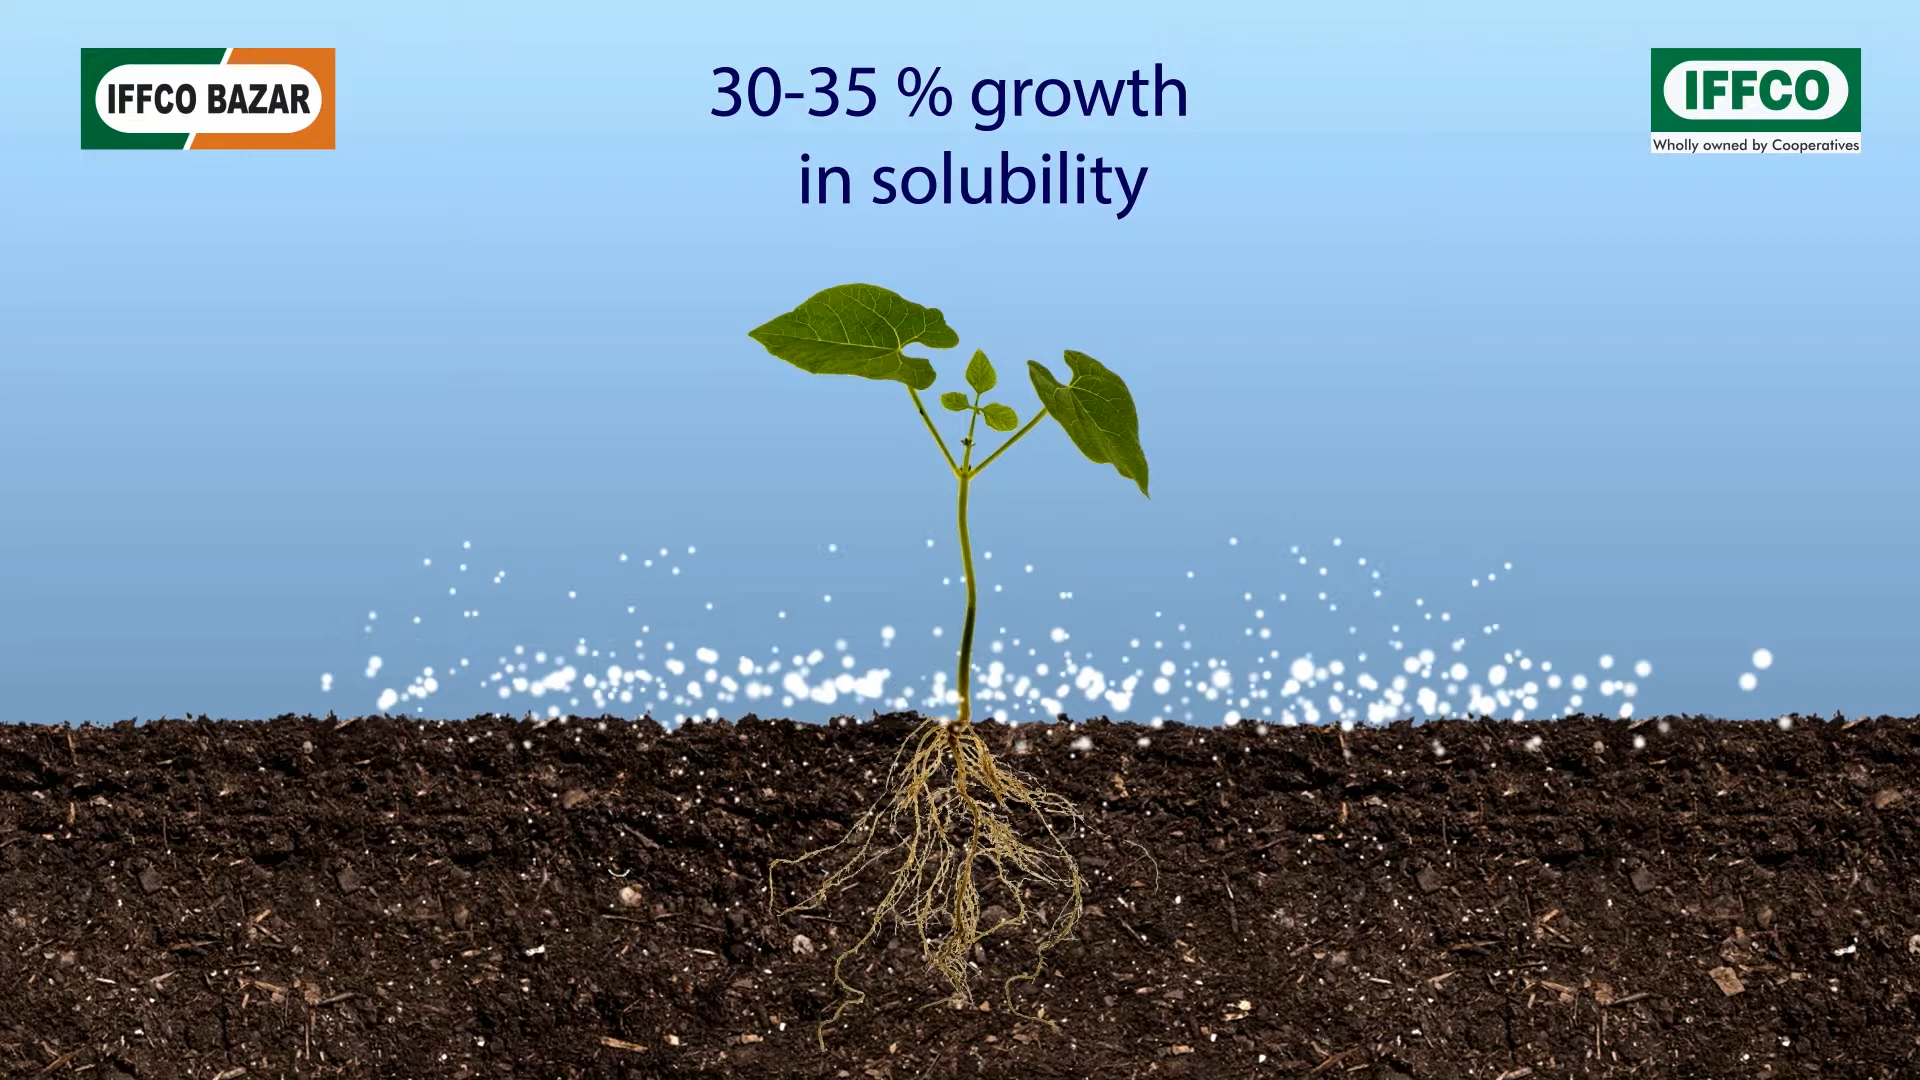 IFFCO BAZAR
30-35 % growth
in solubility
IFFCO
Wholly owned by Cooperatives